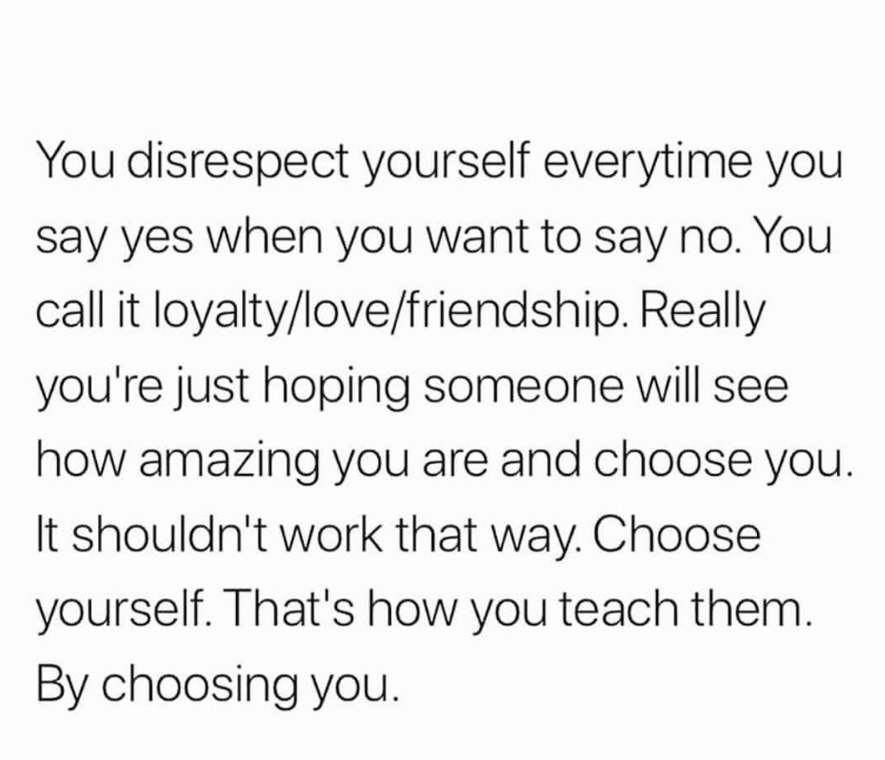 You disrespect yourself everytime you
say yes when you want to say no. You
call it loyalty/love/friendship. Really
you're just hoping someone will see
how amazing you are and choose you.
It shouldn't work that way. Choose
yourself. That's how you teach them.
By choosing you.